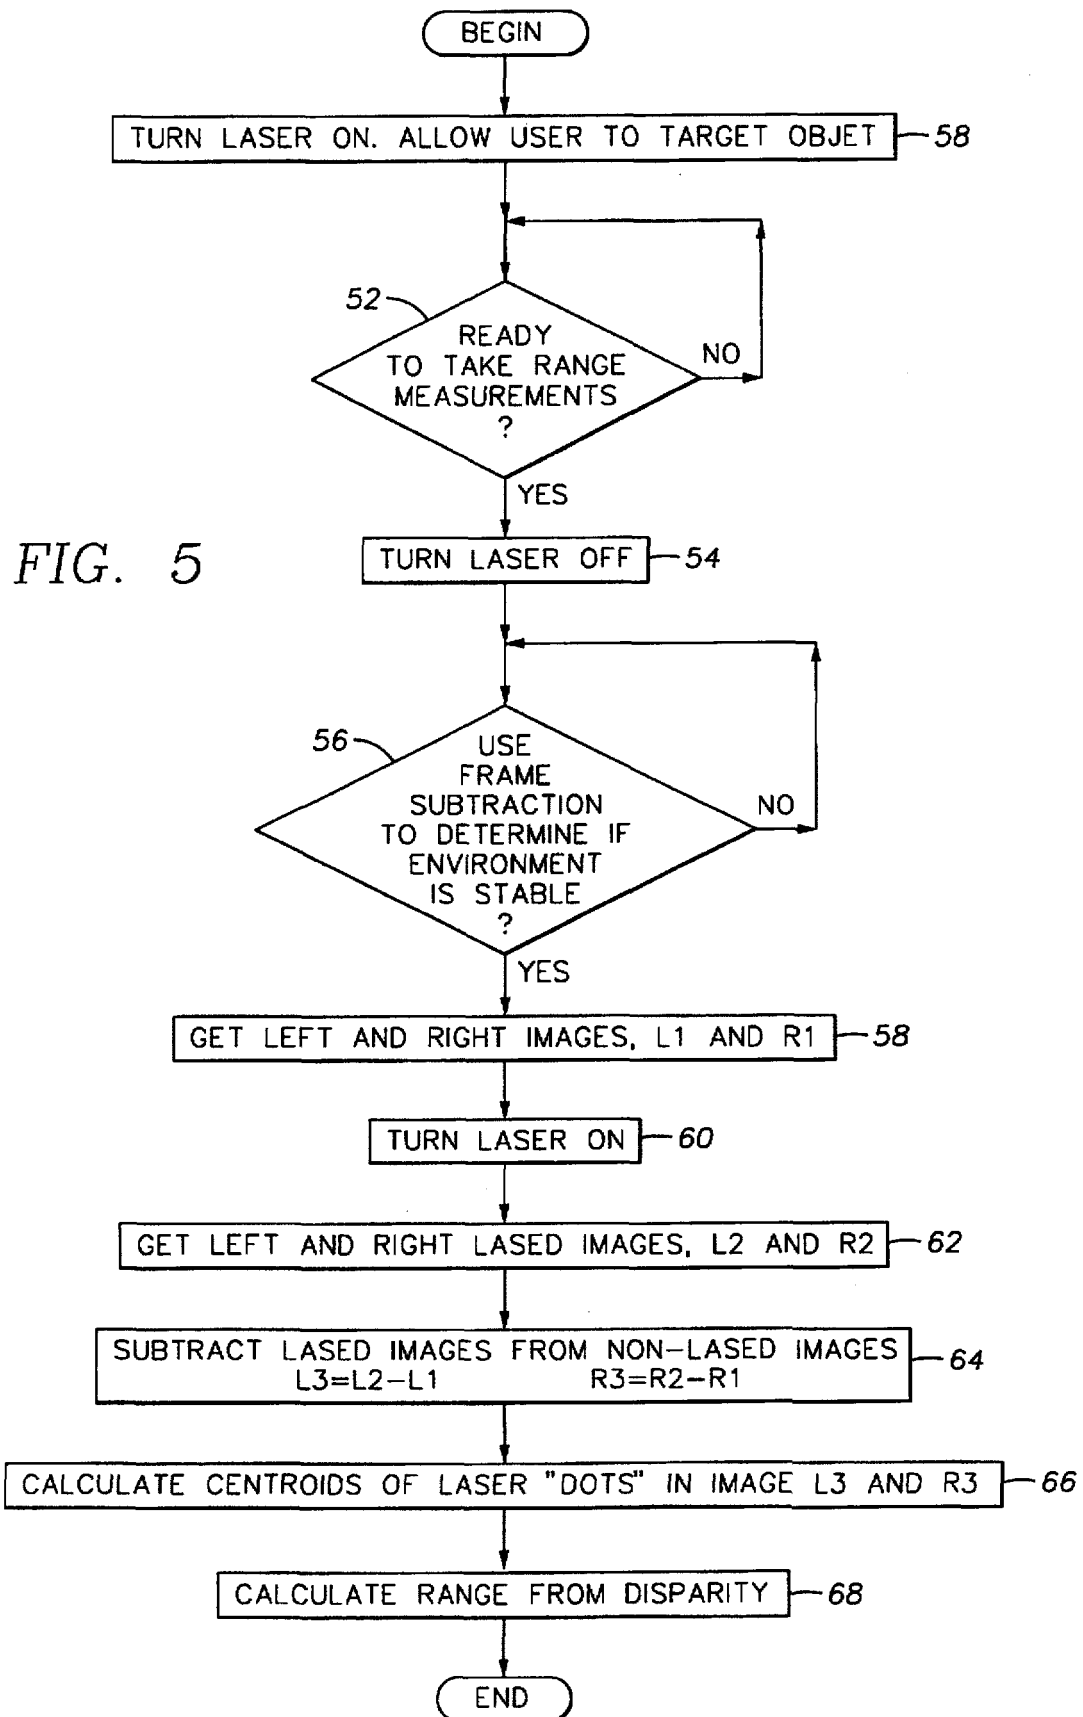 BEGIN
TURN LASER ON. ALLOW USER TO TARGET OBJET
58
52
READY
TO TAKE RANGE
MEASUREMENTS
?
NO
YES
FIG. 5
TURN LASER OFF
54
56
USE
FRAME
SUBTRACTION
TO DETERMINE IF
ENVIRONMENT
IS STABLE
?
NO
YES
GET LEFT AND RIGHT IMAGES, L1 AND R1
58
TURN LASER ON
60
GET LEFT AND RIGHT LASED IMAGES, L2 AND R2
62
SUBTRACT LASED IMAGES FROM NON-LASED IMAGES
L3=L2-L1 R3=R2-R1
64
CALCULATE CENTROIDS OF LASER "DOTS" IN IMAGE L3 AND R3
66
CALCULATE RANGE FROM DISPARITY
68
END